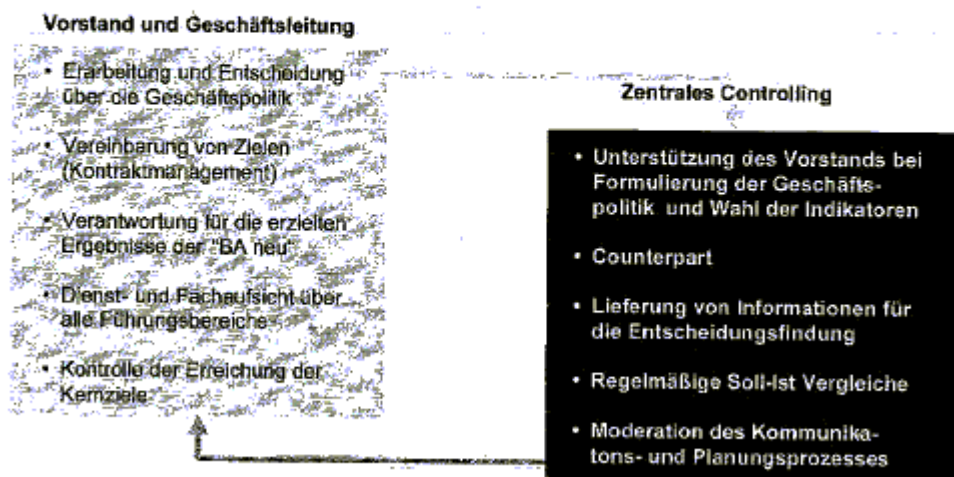 Vorstand und Geschäftsleitung
• Erarbeitung und Entscheidung
über die Geschäftspolitik
• Vereinbarung von Zielen
(Kontraktmanagement)
• Verantwortung für die erzielten
Ergebnisse der "BA neu"
• Dienst- und Fachaufsicht über
alle Führungsbereiche
• Kontrolle der Erreichung der
Kernziele
Zentrales Controlling
• Unterstützung des Vorstands bei
Formulierung der Geschäfts-
politik und Wahl der Indikatoren
• Counterpart
• Lieferung von Informationen für
die Entscheidungsfindung
• Regelmäßige Soll-Ist Vergleiche
• Moderation des Kommunika-
tons- und Planungsprozesses